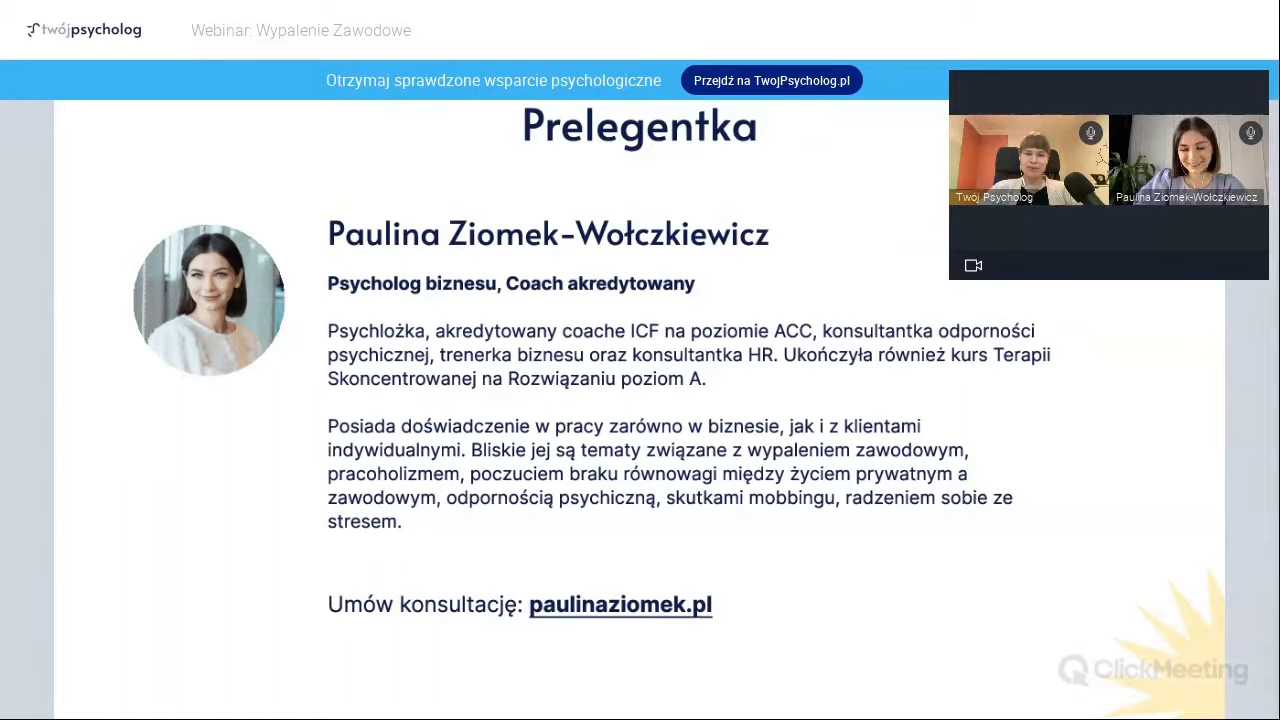 twójpsycholog
Webinar: Wypalenie Zawodowe
Otrzymaj sprawdzone wsparcie psychologiczne
Przejdź na TwojPsycholog.pl
Prelegentka
Twój Psycholog
Paulina Ziomek-Wołczkiewicz
Paulina Ziomek-Wołczkiewicz
Psycholog biznesu, Coach akredytowany
Psychlożka, akredytowany coache ICF na poziomie ACC, konsultantka odporności
psychicznej, trenerka biznesu oraz konsultantka HR. Ukończyła również kurs Terapii
Skoncentrowanej na Rozwiązaniu poziom A.
Posiada doświadczenie w pracy zarówno w biznesie, jak i z klientami
indywidualnymi. Bliskie jej są tematy związane z wypaleniem zawodowym,
pracoholizmem, poczuciem braku równowagi między życiem prywatnym a
zawodowym, odpornością psychiczną, skutkami mobbingu, radzeniem sobie ze
stresem.
Umów konsultację: paulinaziomek.pl
ClickMeeting